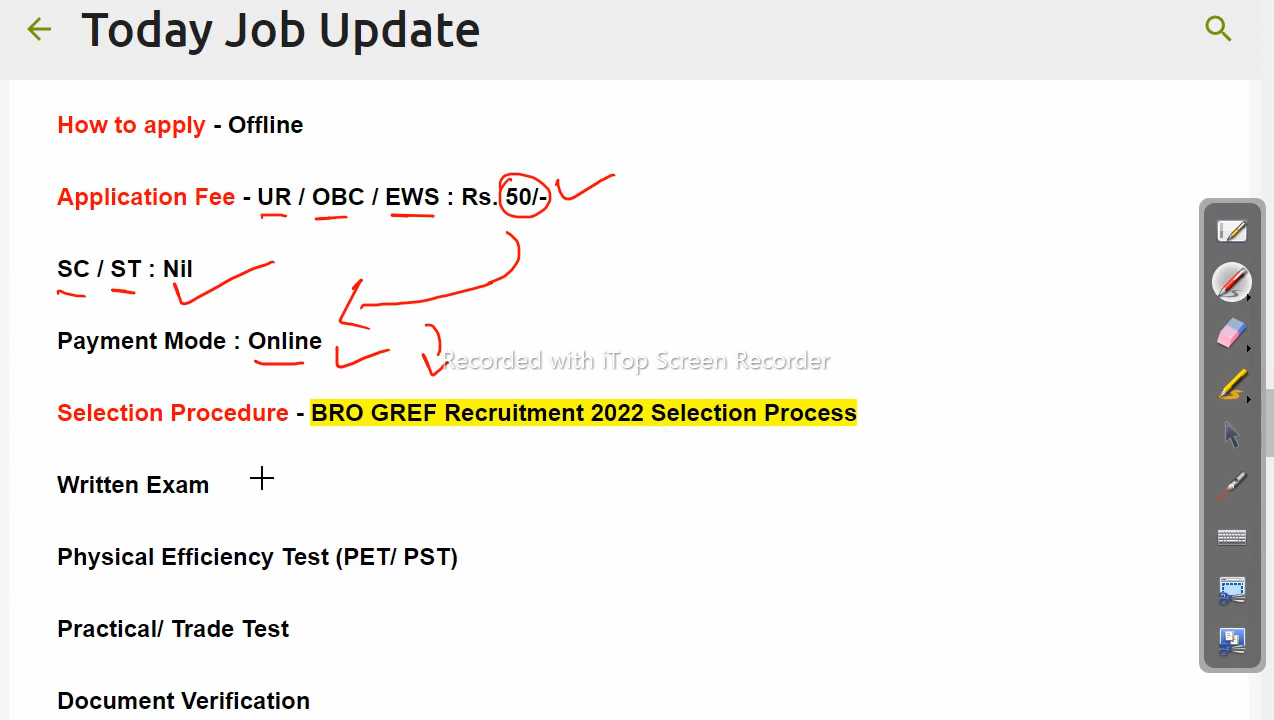 Today Job Update
How to apply - Offline
Application Fee - UR / OBC / EWS : Rs. 50/-
SC / ST : Nil
Payment Mode : Online
Recorded with iTop Screen Recorder
Selection Procedure - BRO GREF Recruitment 2022 Selection Process
Written Exam
Physical Efficiency Test (PET/ PST)
Practical/ Trade Test
Document Verification